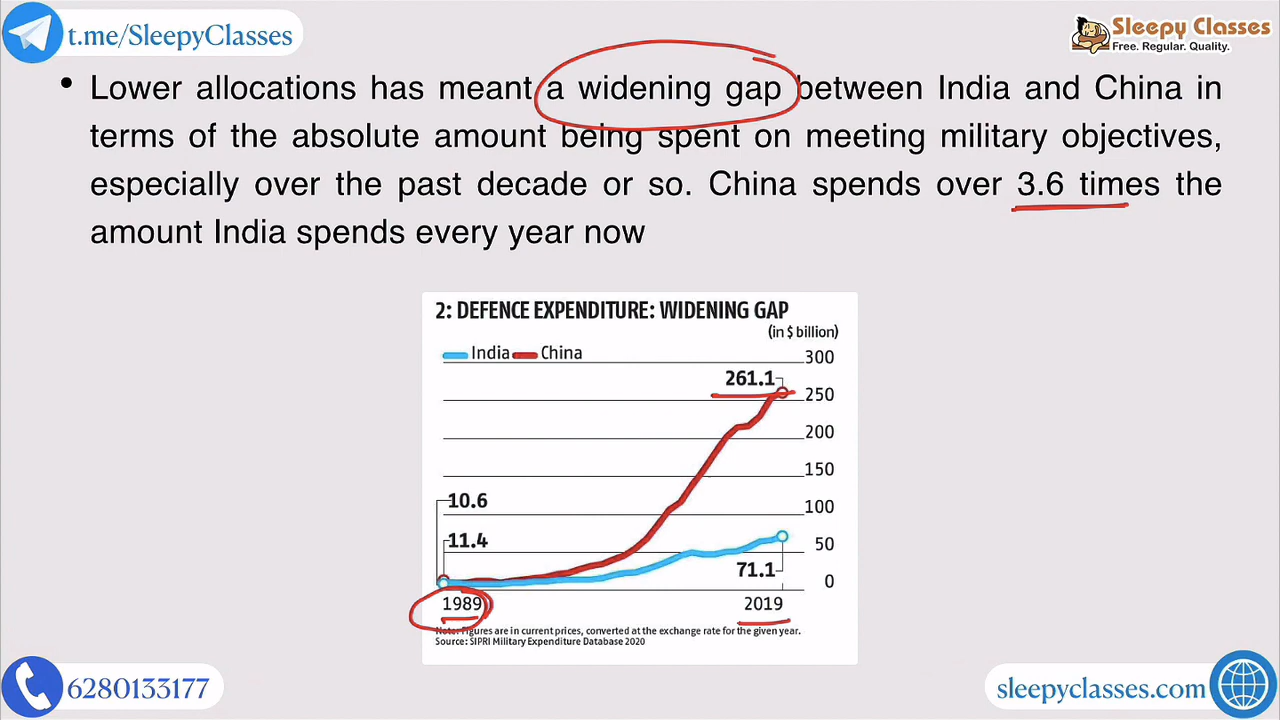 t.me/SleepyClasses
Sleepy Classes
Free. Regular. Quality.
• Lower allocations has meant a widening gap between India and China in
terms of the absolute amount being spent on meeting military objectives,
especially over the past decade or so. China spends over 3.6 times the
amount India spends every year now
2: DEFENCE EXPENDITURE: WIDENING GAP
(in $ billion)
India China
300
261.1
250
200
150
10.6
100
11.4
50
71.1
0
1989 2019
Note: Figures are in current prices, converted at the exchange rate for the given year.
Source: SIPRI Military Expenditure Database 2020
6280133177
sleepyclasses.com